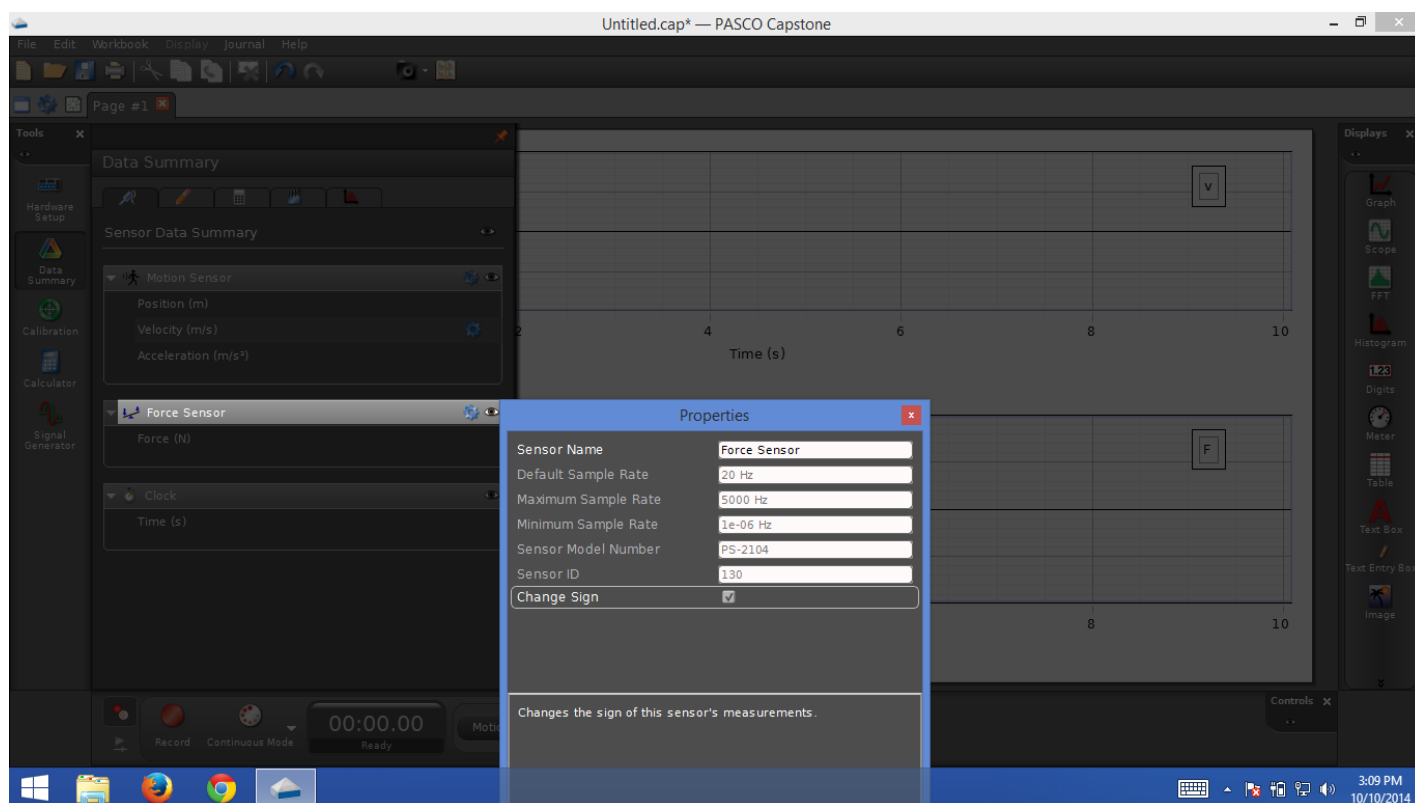 Untitled.cap* — PASCO Capstone
File Edit Workbook Display Journal Help
Page #1
Tools
Displays
Data Summary
Hardware Setup
Sensor Data Summary
Data Summary
Motion Sensor
Position (m)
Velocity (m/s)
Acceleration (m/s²)
Calibration
Calculator
Signal Generator
Force Sensor
Force (N)
Clock
Time (s)
v
2 4 6 8 10
Time (s)
F
8 10
Graph
Scope
FFT
Histogram
1.23
Digits
Meter
Table
Text Box
Text Entry Box
Image
Properties
Sensor Name Force Sensor
Default Sample Rate 20 Hz
Maximum Sample Rate 5000 Hz
Minimum Sample Rate 1e-06 Hz
Sensor Model Number PS-2104
Sensor ID 130
Change Sign
Changes the sign of this sensor's measurements.
Record
Continuous Mode
00:00.00
Ready
Motio
Controls
3:09 PM
10/10/2014